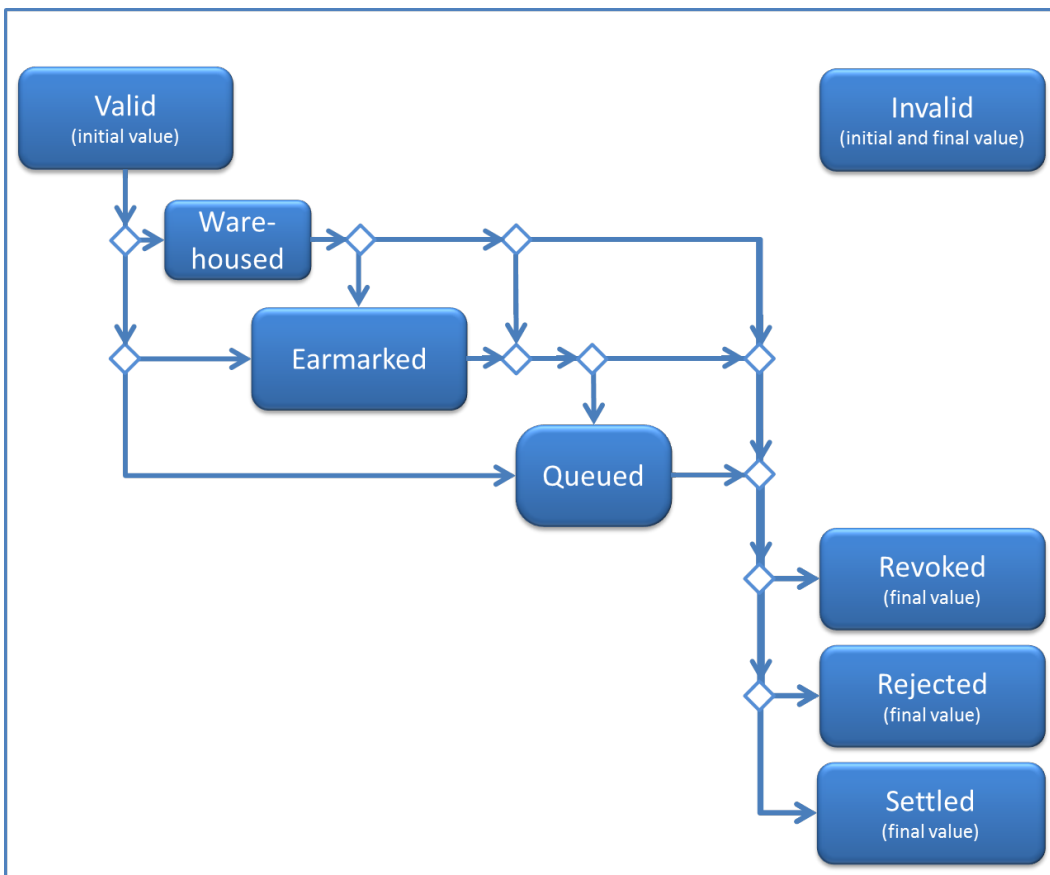 Valid
(initial value)
Invalid
(initial and final value)
Ware-
housed
Earmarked
Queued
Revoked
(final value)
Rejected
(final value)
Settled
(final value)